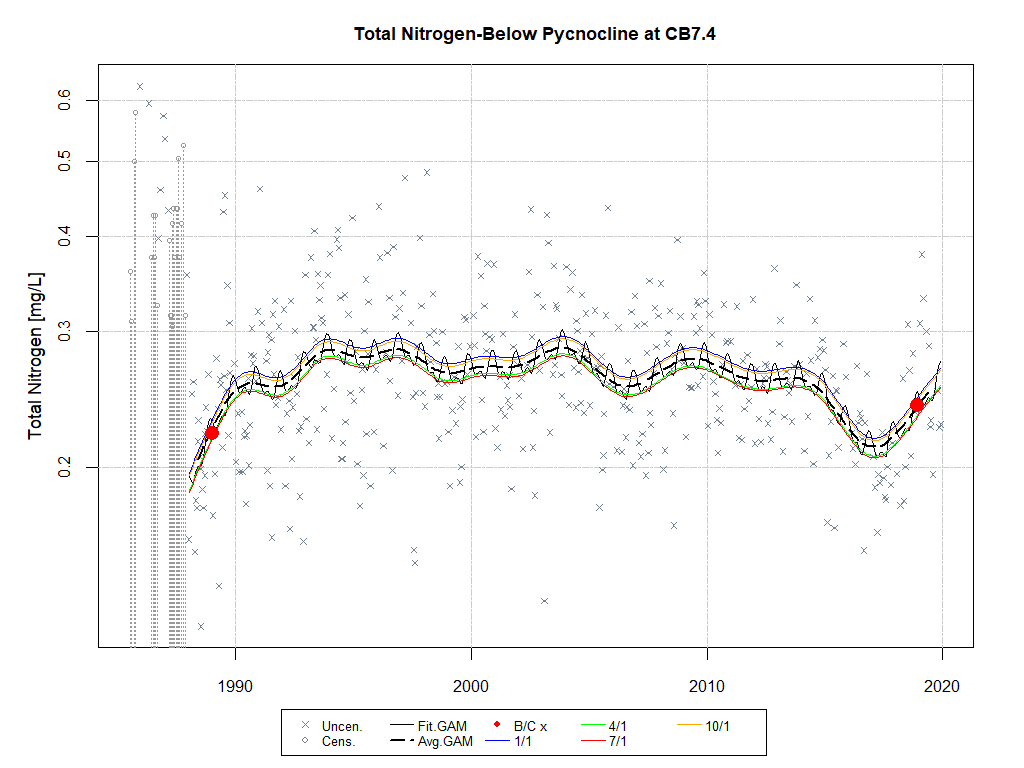 Total Nitrogen-Below Pycnocline at CB7.4
Total Nitrogen [mg/L]
0.6
0.5
0.4
0.3
0.2
1990 2000 2010 2020
Uncen. Fit.GAM B/C x 4/1 10/1
Cens. Avg.GAM 1/1 7/1